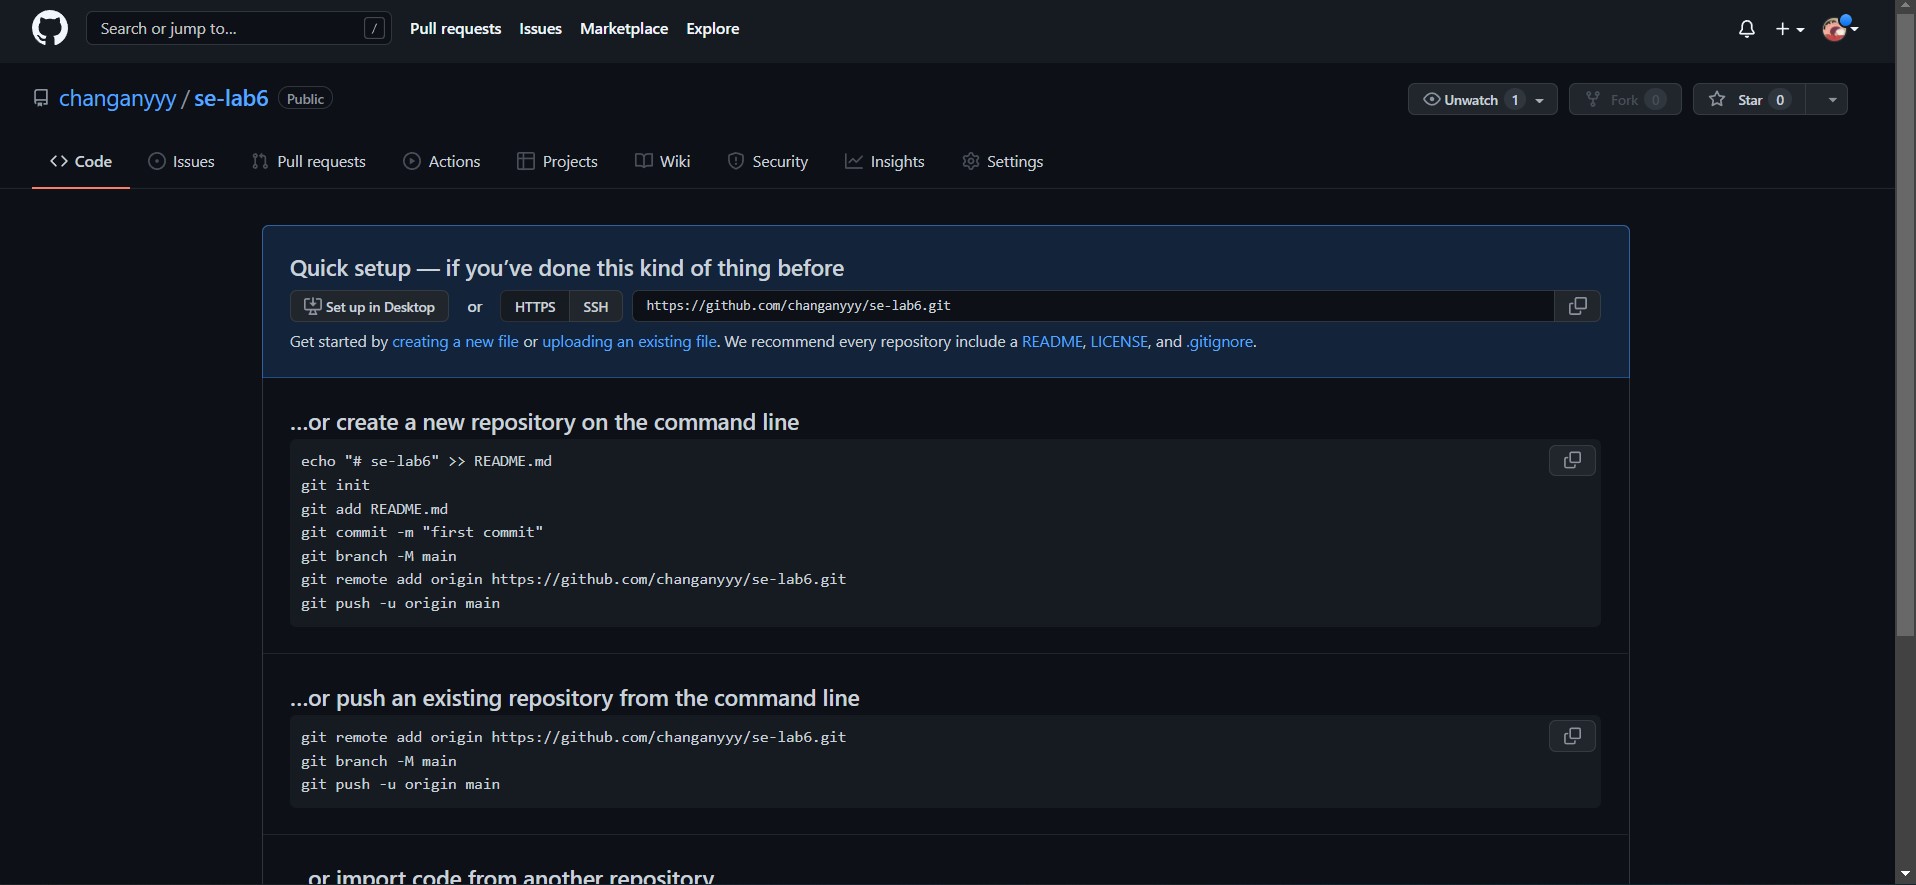 Search or jump to... / Pull requests Issues Marketplace Explore
changanyyy / se-lab6 Public Unwatch 1 Fork 0 Star 0
Code Issues Pull requests Actions Projects Wiki Security Insights Settings
Quick setup — if you’ve done this kind of thing before
Set up in Desktop or HTTPS SSH https://github.com/changanyyy/se-lab6.git
Get started by creating a new file or uploading an existing file. We recommend every repository include a README, LICENSE, and .gitignore.
…or create a new repository on the command line
echo "# se-lab6" >> README.md
git init
git add README.md
git commit -m "first commit"
git branch -M main
git remote add origin https://github.com/changanyyy/se-lab6.git
git push -u origin main
…or push an existing repository from the command line
git remote add origin https://github.com/changanyyy/se-lab6.git
git branch -M main
git push -u origin main
…or import code from another repository